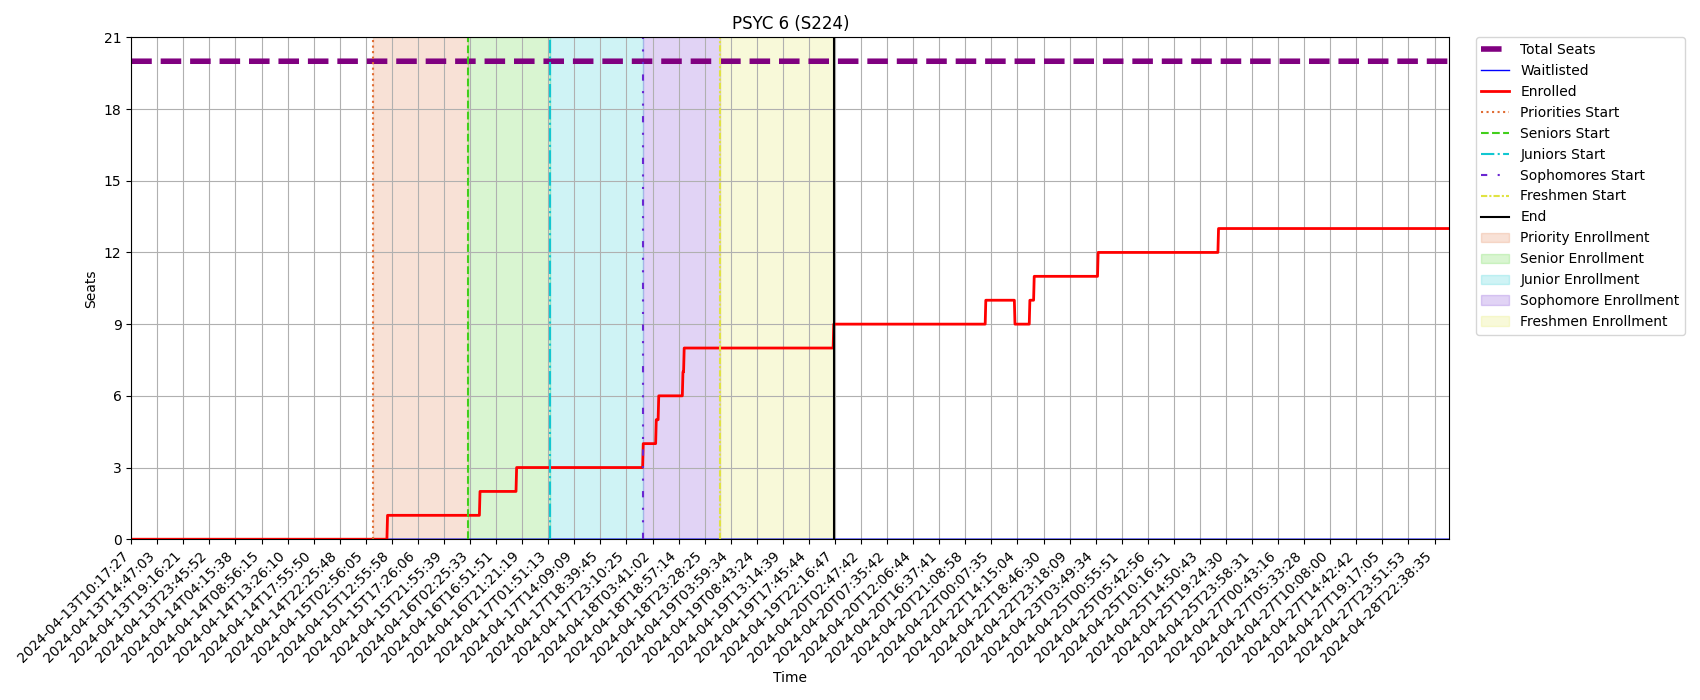 PSYC 6 (S224)
21
18
15
12
9
6
3
0
Seats
2024-04-13T10:17:27
2024-04-13T14:47:03
2024-04-13T19:16:21
2024-04-13T23:45:52
2024-04-14T04:15:38
2024-04-14T08:56:15
2024-04-14T13:26:10
2024-04-14T17:55:50
2024-04-14T22:25:48
2024-04-15T02:56:05
2024-04-15T12:55:58
2024-04-15T17:26:06
2024-04-15T21:55:39
2024-04-16T02:25:33
2024-04-16T16:51:51
2024-04-16T21:21:19
2024-04-17T01:51:13
2024-04-17T14:09:09
2024-04-17T18:39:45
2024-04-17T23:10:25
2024-04-18T03:41:02
2024-04-18T18:57:14
2024-04-18T23:28:25
2024-04-19T03:59:34
2024-04-19T08:43:24
2024-04-19T13:14:39
2024-04-19T17:45:44
2024-04-19T22:16:47
2024-04-20T02:47:42
2024-04-20T07:35:42
2024-04-20T12:06:44
2024-04-20T16:37:41
2024-04-20T21:08:58
2024-04-22T00:07:35
2024-04-22T14:15:04
2024-04-22T18:46:30
2024-04-22T23:18:09
2024-04-23T03:49:34
2024-04-25T00:55:51
2024-04-25T05:42:56
2024-04-25T10:16:51
2024-04-25T14:50:43
2024-04-25T19:24:30
2024-04-25T23:58:31
2024-04-27T00:43:16
2024-04-27T05:33:28
2024-04-27T10:08:00
2024-04-27T14:42:42
2024-04-27T19:17:05
2024-04-27T23:51:53
2024-04-28T22:38:35
Time
Total Seats
Waitlisted
Enrolled
Priorities Start
Seniors Start
Juniors Start
Sophomores Start
Freshmen Start
End
Priority Enrollment
Senior Enrollment
Junior Enrollment
Sophomore Enrollment
Freshmen Enrollment